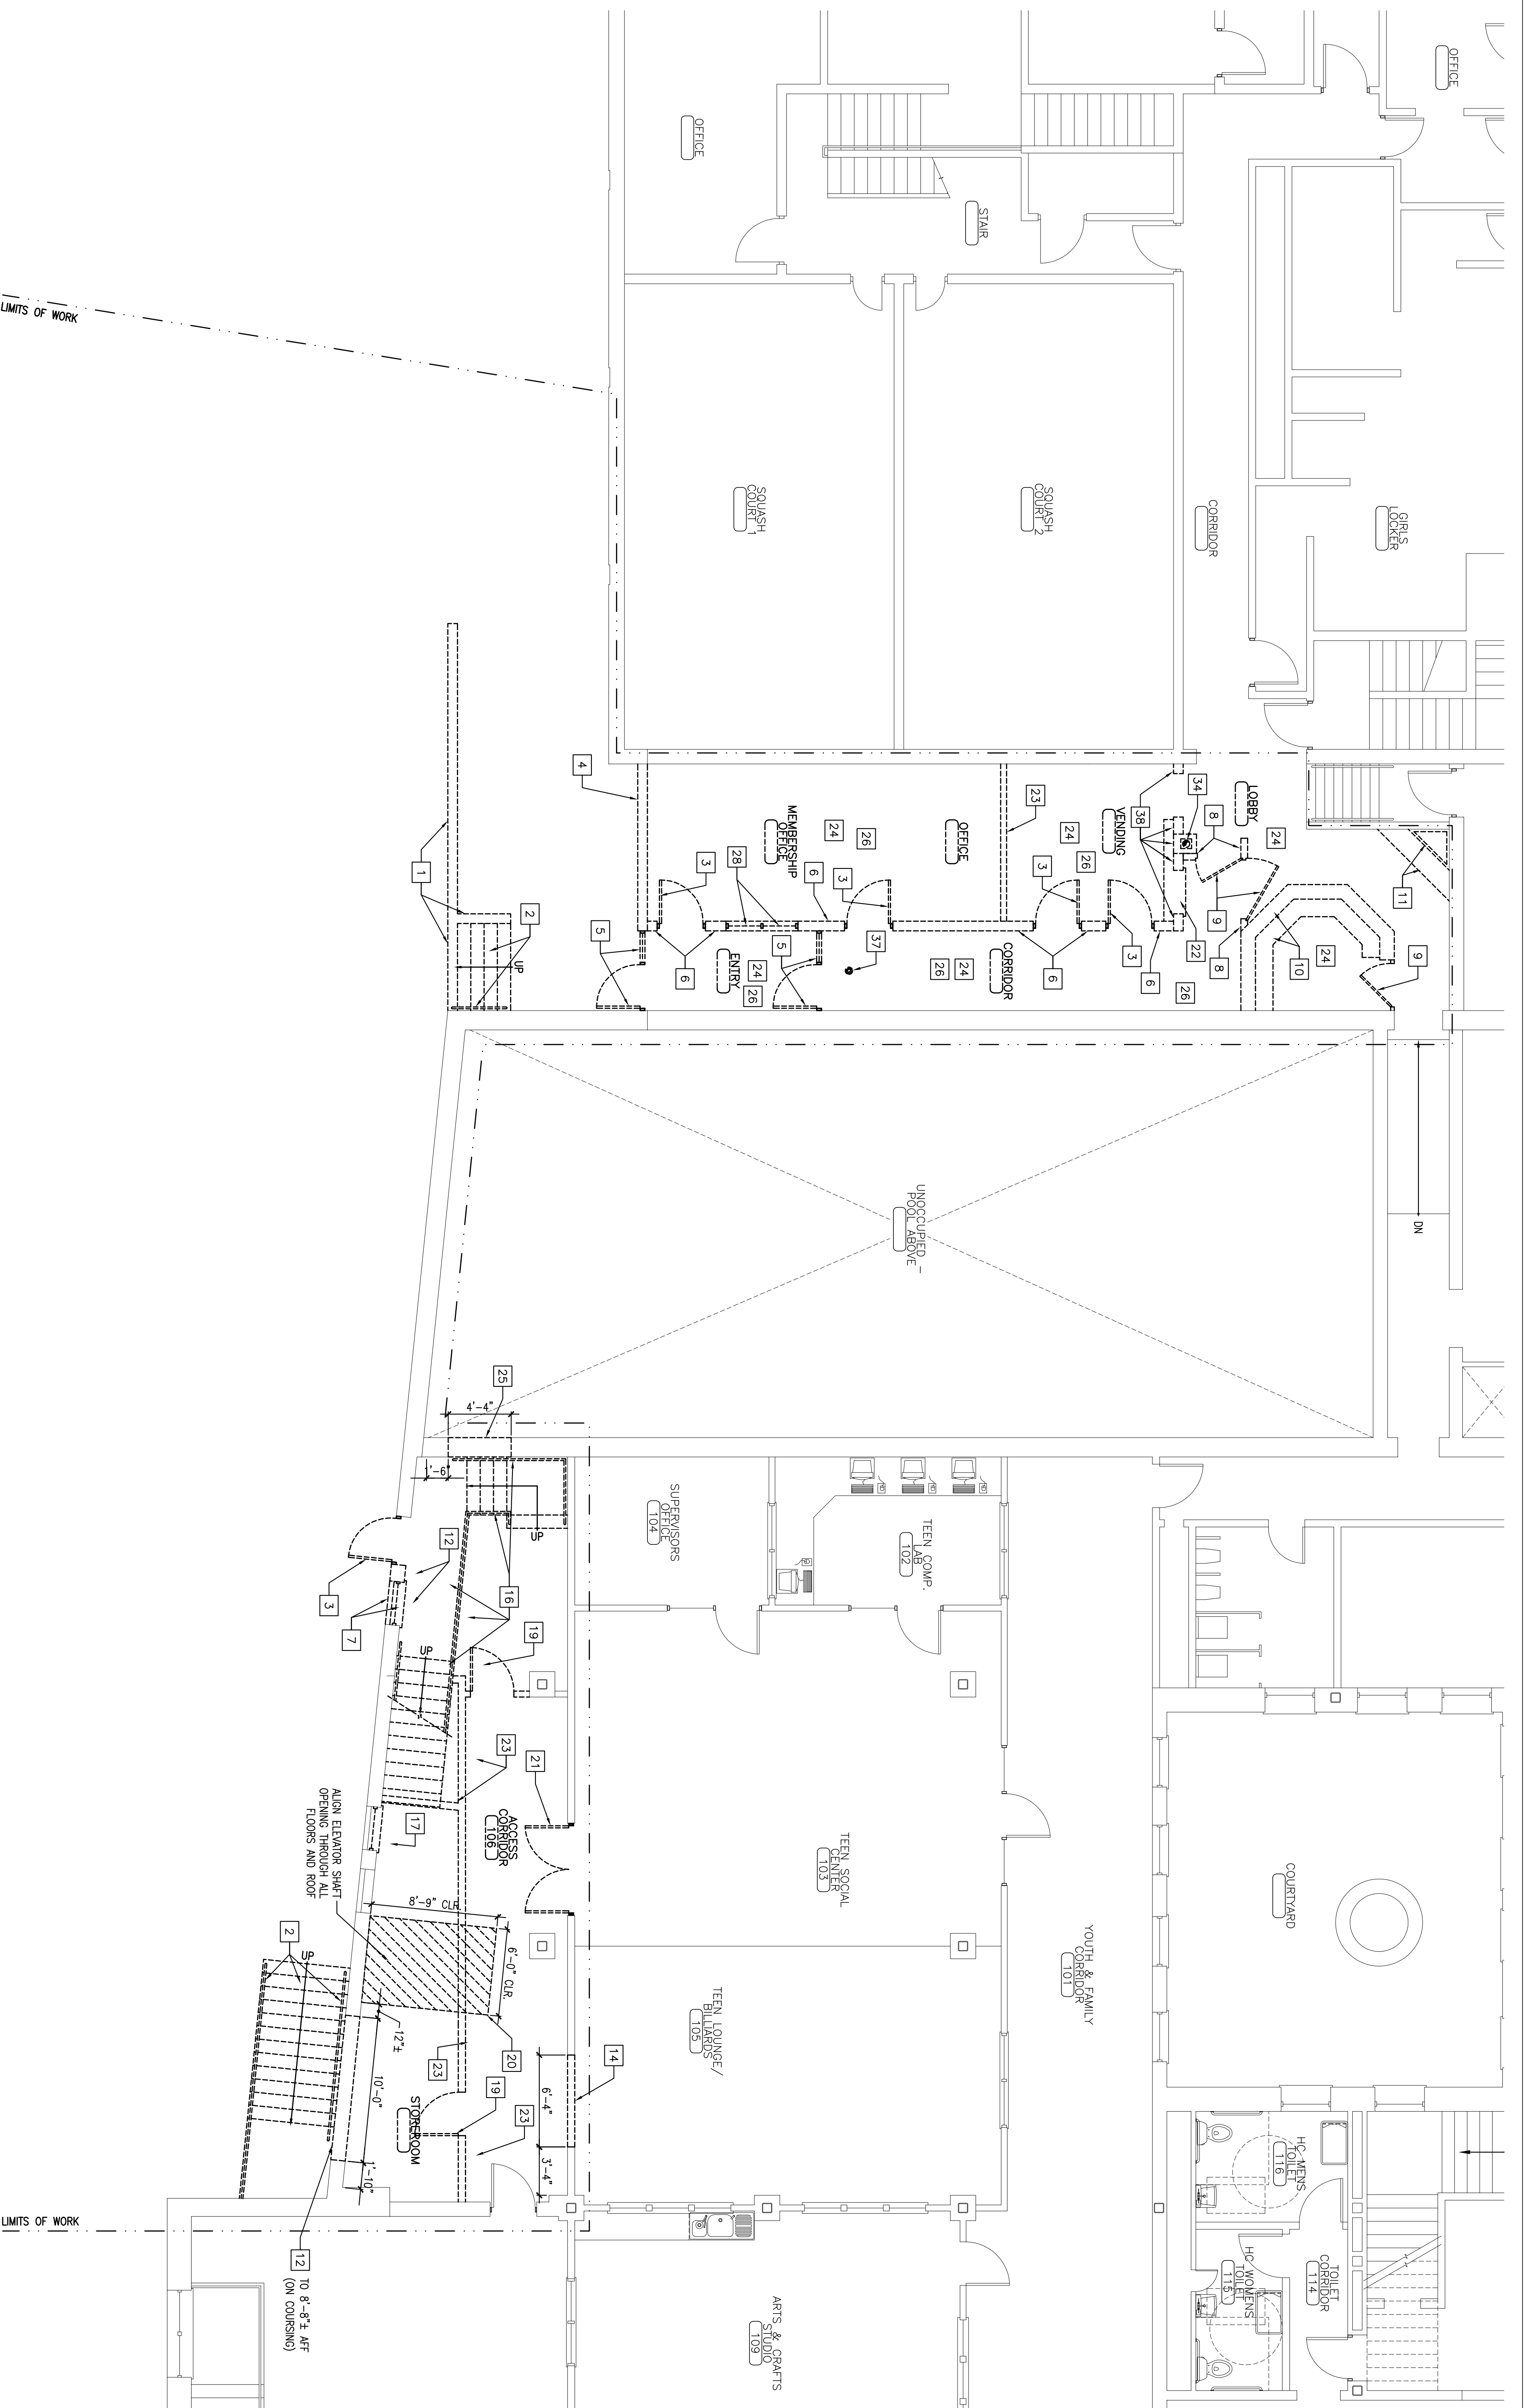 OFFICE
OFFICE
STAIR
LIMITS OF WORK
SQUASH
COURT 1
SQUASH
COURT 2
CORRIDOR
GIRLS
LOCKER
1
2
UP
4
5
3
6
28
MEMBERSHIP
OFFICE
24
26
6
3
5
37
ENTRY
24
26
OFFICE
23
26
24
CORRIDOR
6
3
24
26
VENDING
3
6
38
34
8
LOBBY
24
9
22
26
8
10
24
11
9
DN
UNOCCUPIED –
POOL ABOVE
25
4'-4"
1'-6"
UP
12
3
7
16
19
UP
23
21
17
ACCESS
CORRIDOR
106
ALIGN ELEVATOR SHAFT
OPENING THROUGH ALL
FLOORS AND ROOF
8'-9" CLR.
6'-0" CLR.
2
UP
12"±
10'-0"
1'-10"
20
23
19
23
STOREROOM
14
6'-4"
3'-4"
12
TO 8'-8"± AFF
(ON COURSING)
LIMITS OF WORK
SUPERVISORS
OFFICE
104
TEEN COMP.
LAB
102
TEEN SOCIAL
CENTER
103
TEEN LOUNGE/
BILLIARDS
105
YOUTH & FAMILY
CORRIDOR
101
COURTYARD
HC MENS
TOILET
116
TOILET
CORRIDOR
114
HC WOMENS
TOILET
115
ARTS & CRAFTS
STUDIO
109